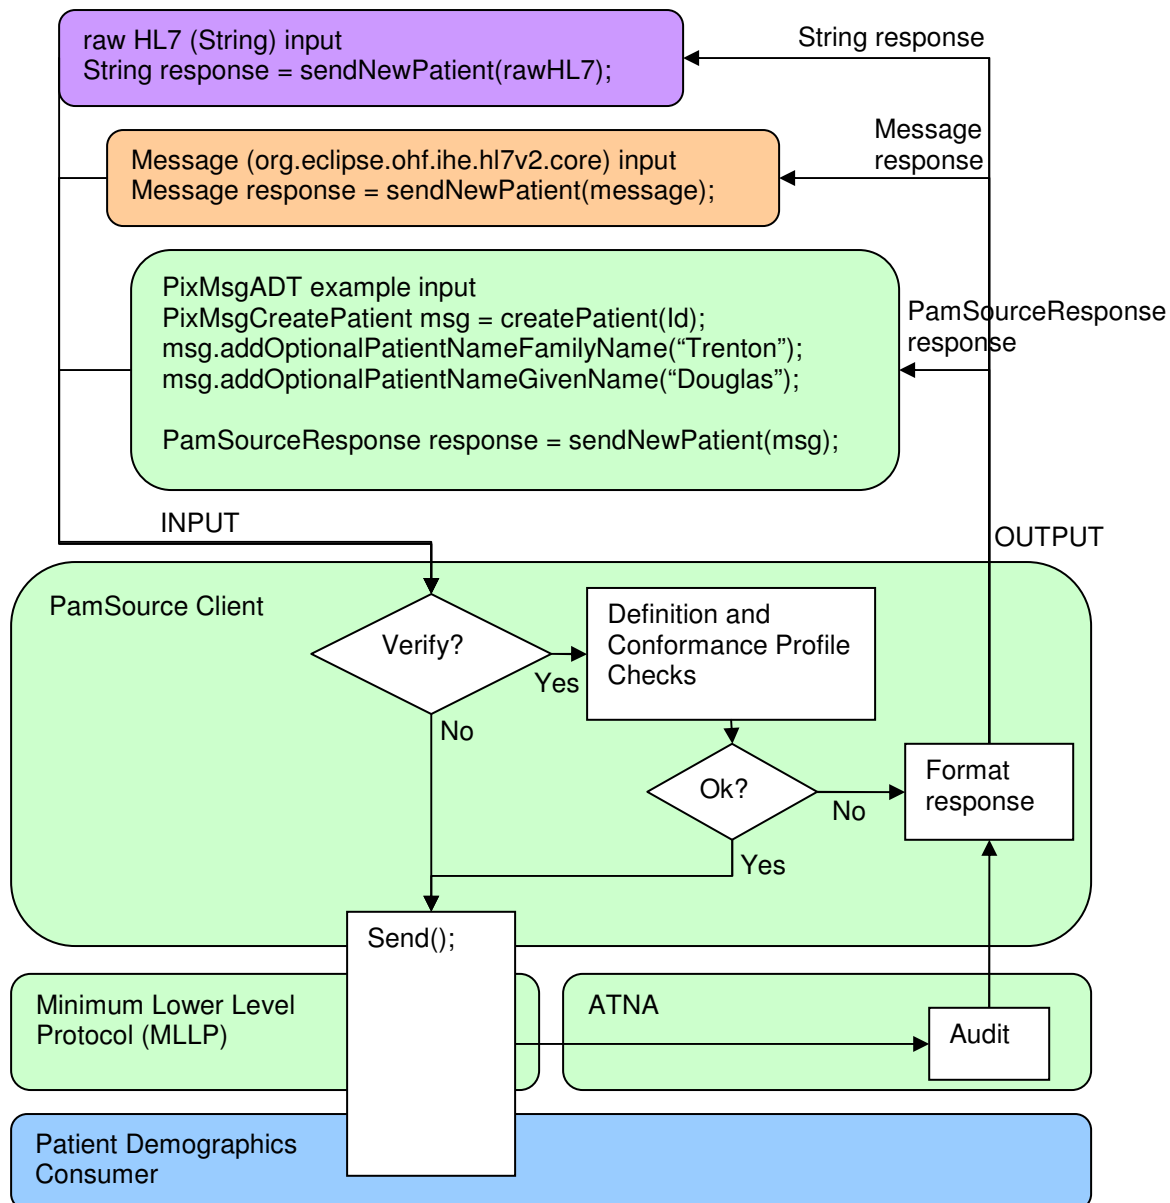 raw HL7 (String) input
String response = sendNewPatient(rawHL7);
String response
Message (org.eclipse.ohf.ihe.hl7v2.core) input
Message response = sendNewPatient(message);
Message
response
PixMsgADT example input
PixMsgCreatePatient msg = createPatient(Id);
msg.addOptionalPatientNameFamilyName(“Trenton”);
msg.addOptionalPatientNameGivenName(“Douglas”);
PamSourceResponse response = sendNewPatient(msg);
PamSourceResponse
response
INPUT
OUTPUT
PamSource Client
Verify?
Yes
No
Definition and
Conformance Profile
Checks
Ok?
No
Yes
Format
response
Send();
Minimum Lower Level
Protocol (MLLP)
ATNA
Audit
Patient Demographics
Consumer